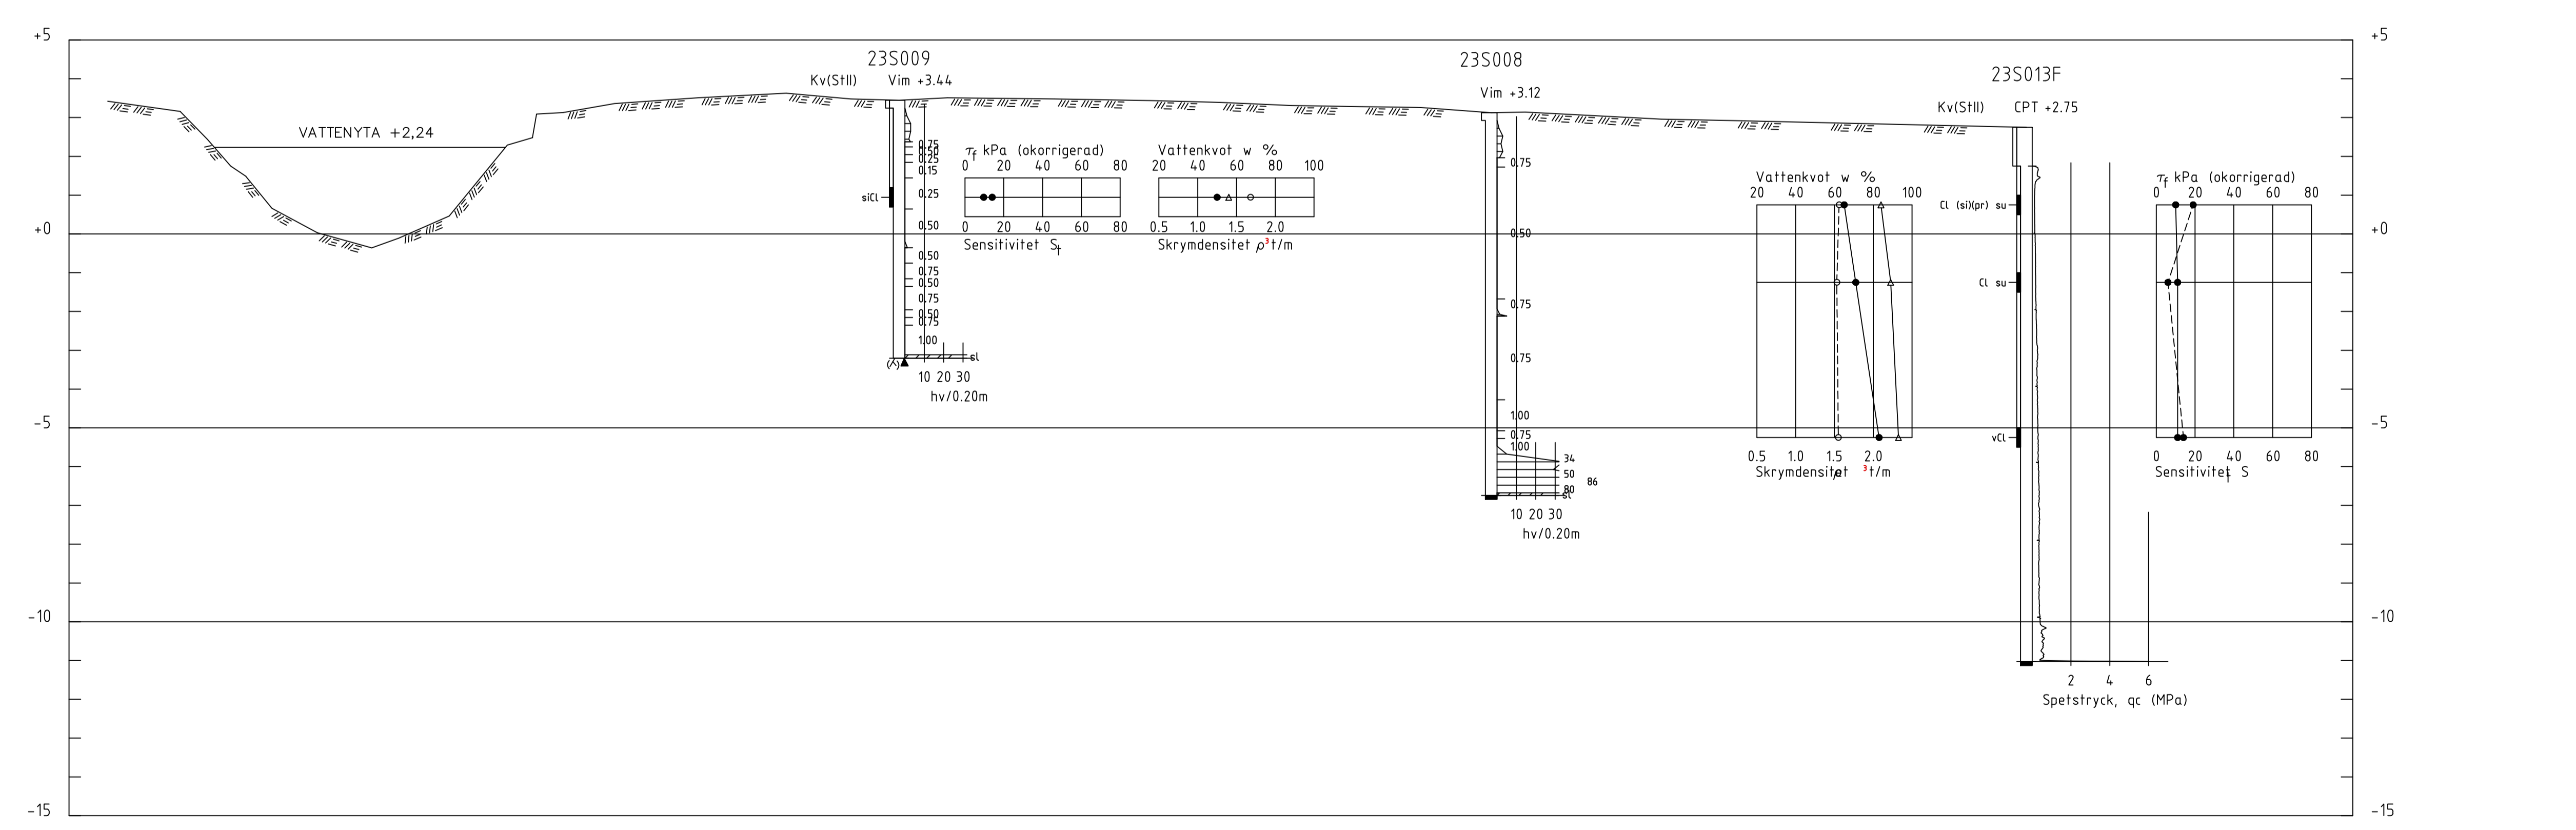 +5
+5
23S009
23S008
23S013F
Kv(StII) Vim +3.44
Vim +3.12
Kv(StII) CPT +2.75
VATTENYTA +2,24
τf kPa (okorrigerad)
0 20 40 60 80
Vattenkvot w %
20 40 60 80 100
siCl
0 20 40 60 80
Sensitivitet St
0.5 1.0 1.5 2.0
Skrymdensitet ρ ³t/m
0.75
0.50
0.25
0.15
0.25
0.50
0.50
0.75
0.50
0.75
0.50
0.75
1.00
sl
10 20 30
hv/0.20m
0.75
0.50
0.75
0.75
1.00
0.75
1.00
34
50
86
80
sl
10 20 30
hv/0.20m
Vattenkvot w %
20 40 60 80 100
0.5 1.0 1.5 2.0
Skrymdensitet ρ ³t/m
Cl (si)(pr) su
Cl su
vCl
τf kPa (okorrigerad)
0 20 40 60 80
0 20 40 60 80
Sensitivitet St
2 4 6
Spetstryck, qc (MPa)
+0
+0
-5
-5
-10
-10
-15
-15